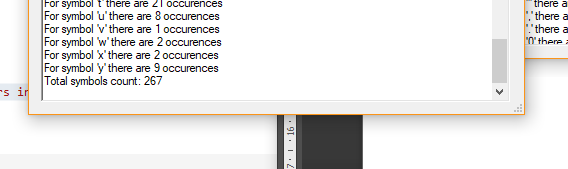 For symbol 't' there are 21 occurences
For symbol 'u' there are 8 occurences
For symbol 'v' there are 1 occurences
For symbol 'w' there are 2 occurences
For symbol 'x' there are 2 occurences
For symbol 'y' there are 9 occurences
Total symbols count: 267
',' there a
'.' there a
'0' there a
rs in
16
7